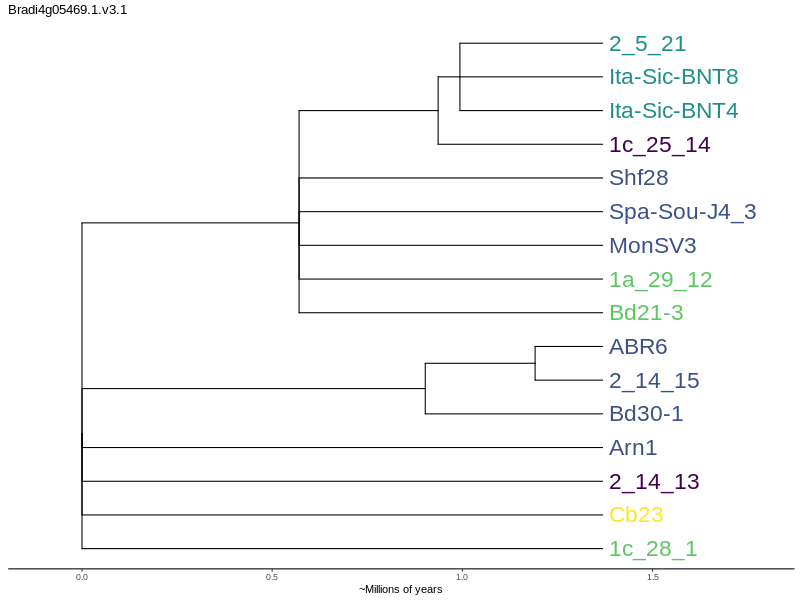 Bradi4g05469.1.v3.1
2_5_21
Ita-Sic-BNT8
Ita-Sic-BNT4
1c_25_14
Shf28
Spa-Sou-J4_3
MonSV3
1a_29_12
Bd21-3
ABR6
2_14_15
Bd30-1
Arn1
2_14_13
Cb23
1c_28_1
0.0 0.5 1.0 1.5
~Millions of years